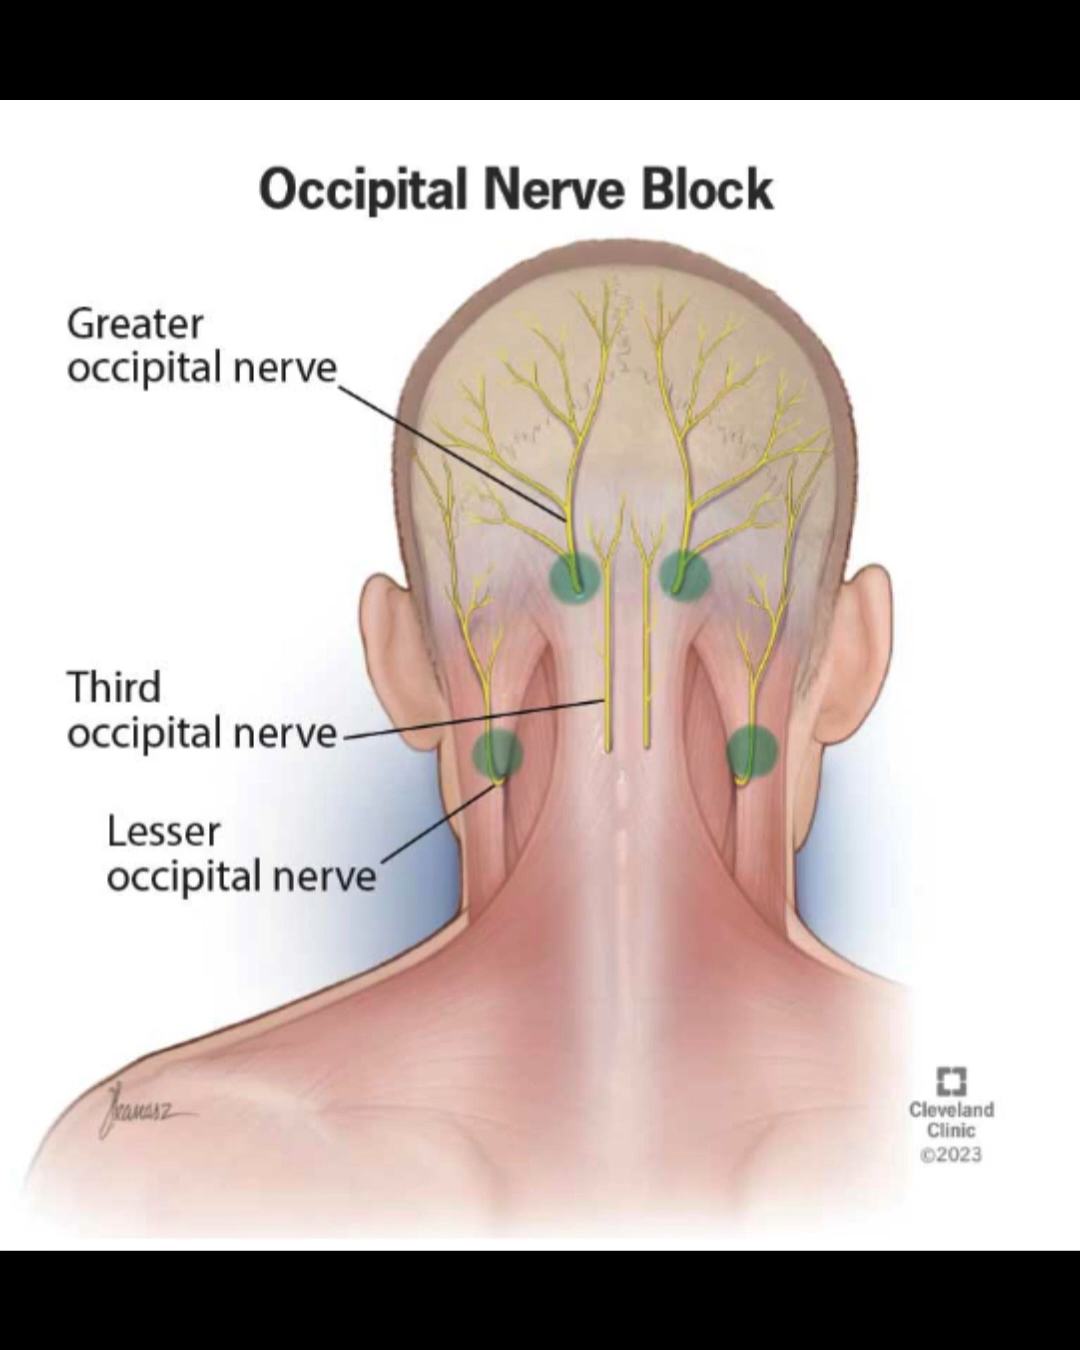 Occipital Nerve Block
Greater
occipital nerve
Third
occipital nerve
Lesser
occipital nerve
Cleveland
Clinic
©2023